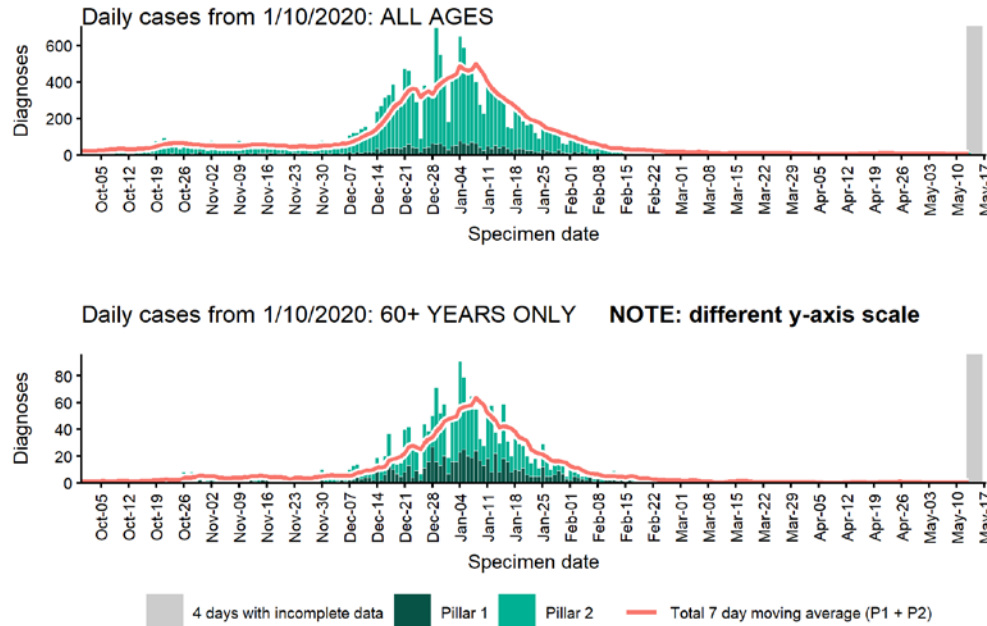 Daily cases from 1/10/2020: ALL AGES
Diagnoses
600
400
200
0
Oct-05
Oct-12
Oct-19
Oct-26
Nov-02
Nov-09
Nov-16
Nov-23
Nov-30
Dec-07
Dec-14
Dec-21
Dec-28
Jan-04
Jan-11
Jan-18
Jan-25
Feb-01
Feb-08
Feb-15
Feb-22
Mar-01
Mar-08
Mar-15
Mar-22
Mar-29
Apr-05
Apr-12
Apr-19
Apr-26
May-03
May-10
May-17
Specimen date
Daily cases from 1/10/2020: 60+ YEARS ONLY NOTE: different y-axis scale
Diagnoses
80
60
40
20
0
Oct-05
Oct-12
Oct-19
Oct-26
Nov-02
Nov-09
Nov-16
Nov-23
Nov-30
Dec-07
Dec-14
Dec-21
Dec-28
Jan-04
Jan-11
Jan-18
Jan-25
Feb-01
Feb-08
Feb-15
Feb-22
Mar-01
Mar-08
Mar-15
Mar-22
Mar-29
Apr-05
Apr-12
Apr-19
Apr-26
May-03
May-10
May-17
Specimen date
4 days with incomplete data
Pillar 1
Pillar 2
Total 7 day moving average (P1 + P2)